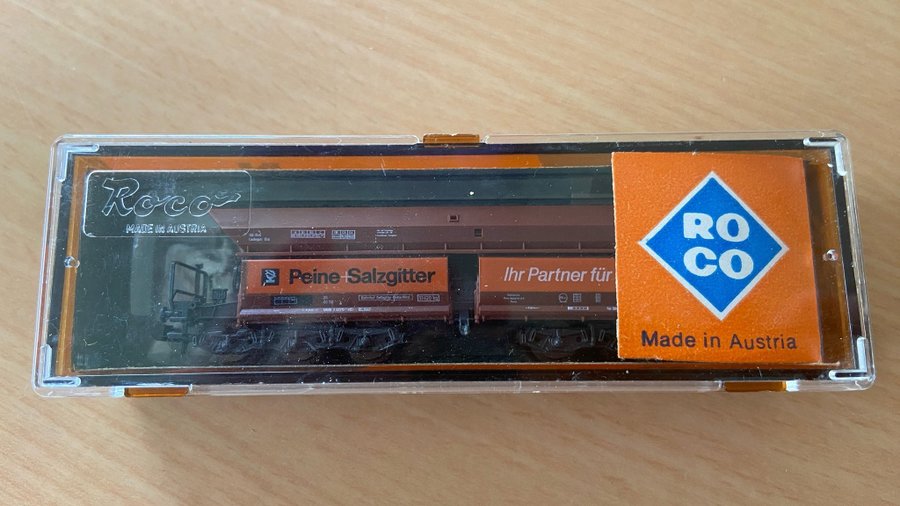 Roco
MADE IN AUSTRIA
Peine+Salzgitter
Ihr Partner für
RO
CO
Made in Austria